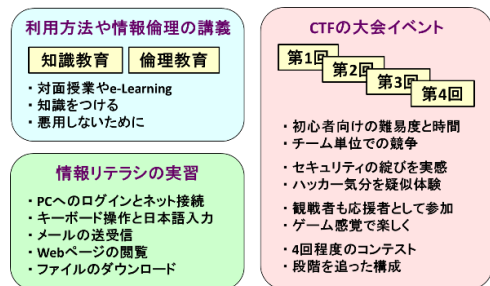 利用方法や情報倫理の講義
知識教育 倫理教育
・対面授業やe-Learning
・知識をつける
・悪用しないために
情報リテラシの実習
・PCへのログインとネット接続
・キーボード操作と日本語入力
・メールの送受信
・Webページの閲覧
・ファイルのダウンロード
CTFの大会イベント
第1回
第2回
第3回
第4回
・初心者向けの難易度と時間
・チーム単位での競争
・セキュリティの綻びを実感
・ハッカー気分を疑似体験
・観戦者も応援者として参加
・ゲーム感覚で楽しく
・4回程度のコンテスト
・段階を追った構成